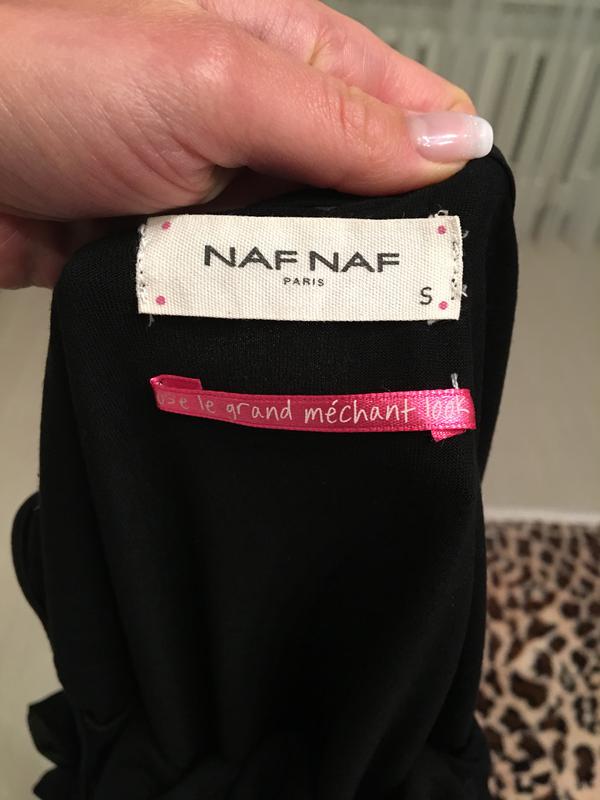 NAF NAF
PARIS
S
le grand méchant look